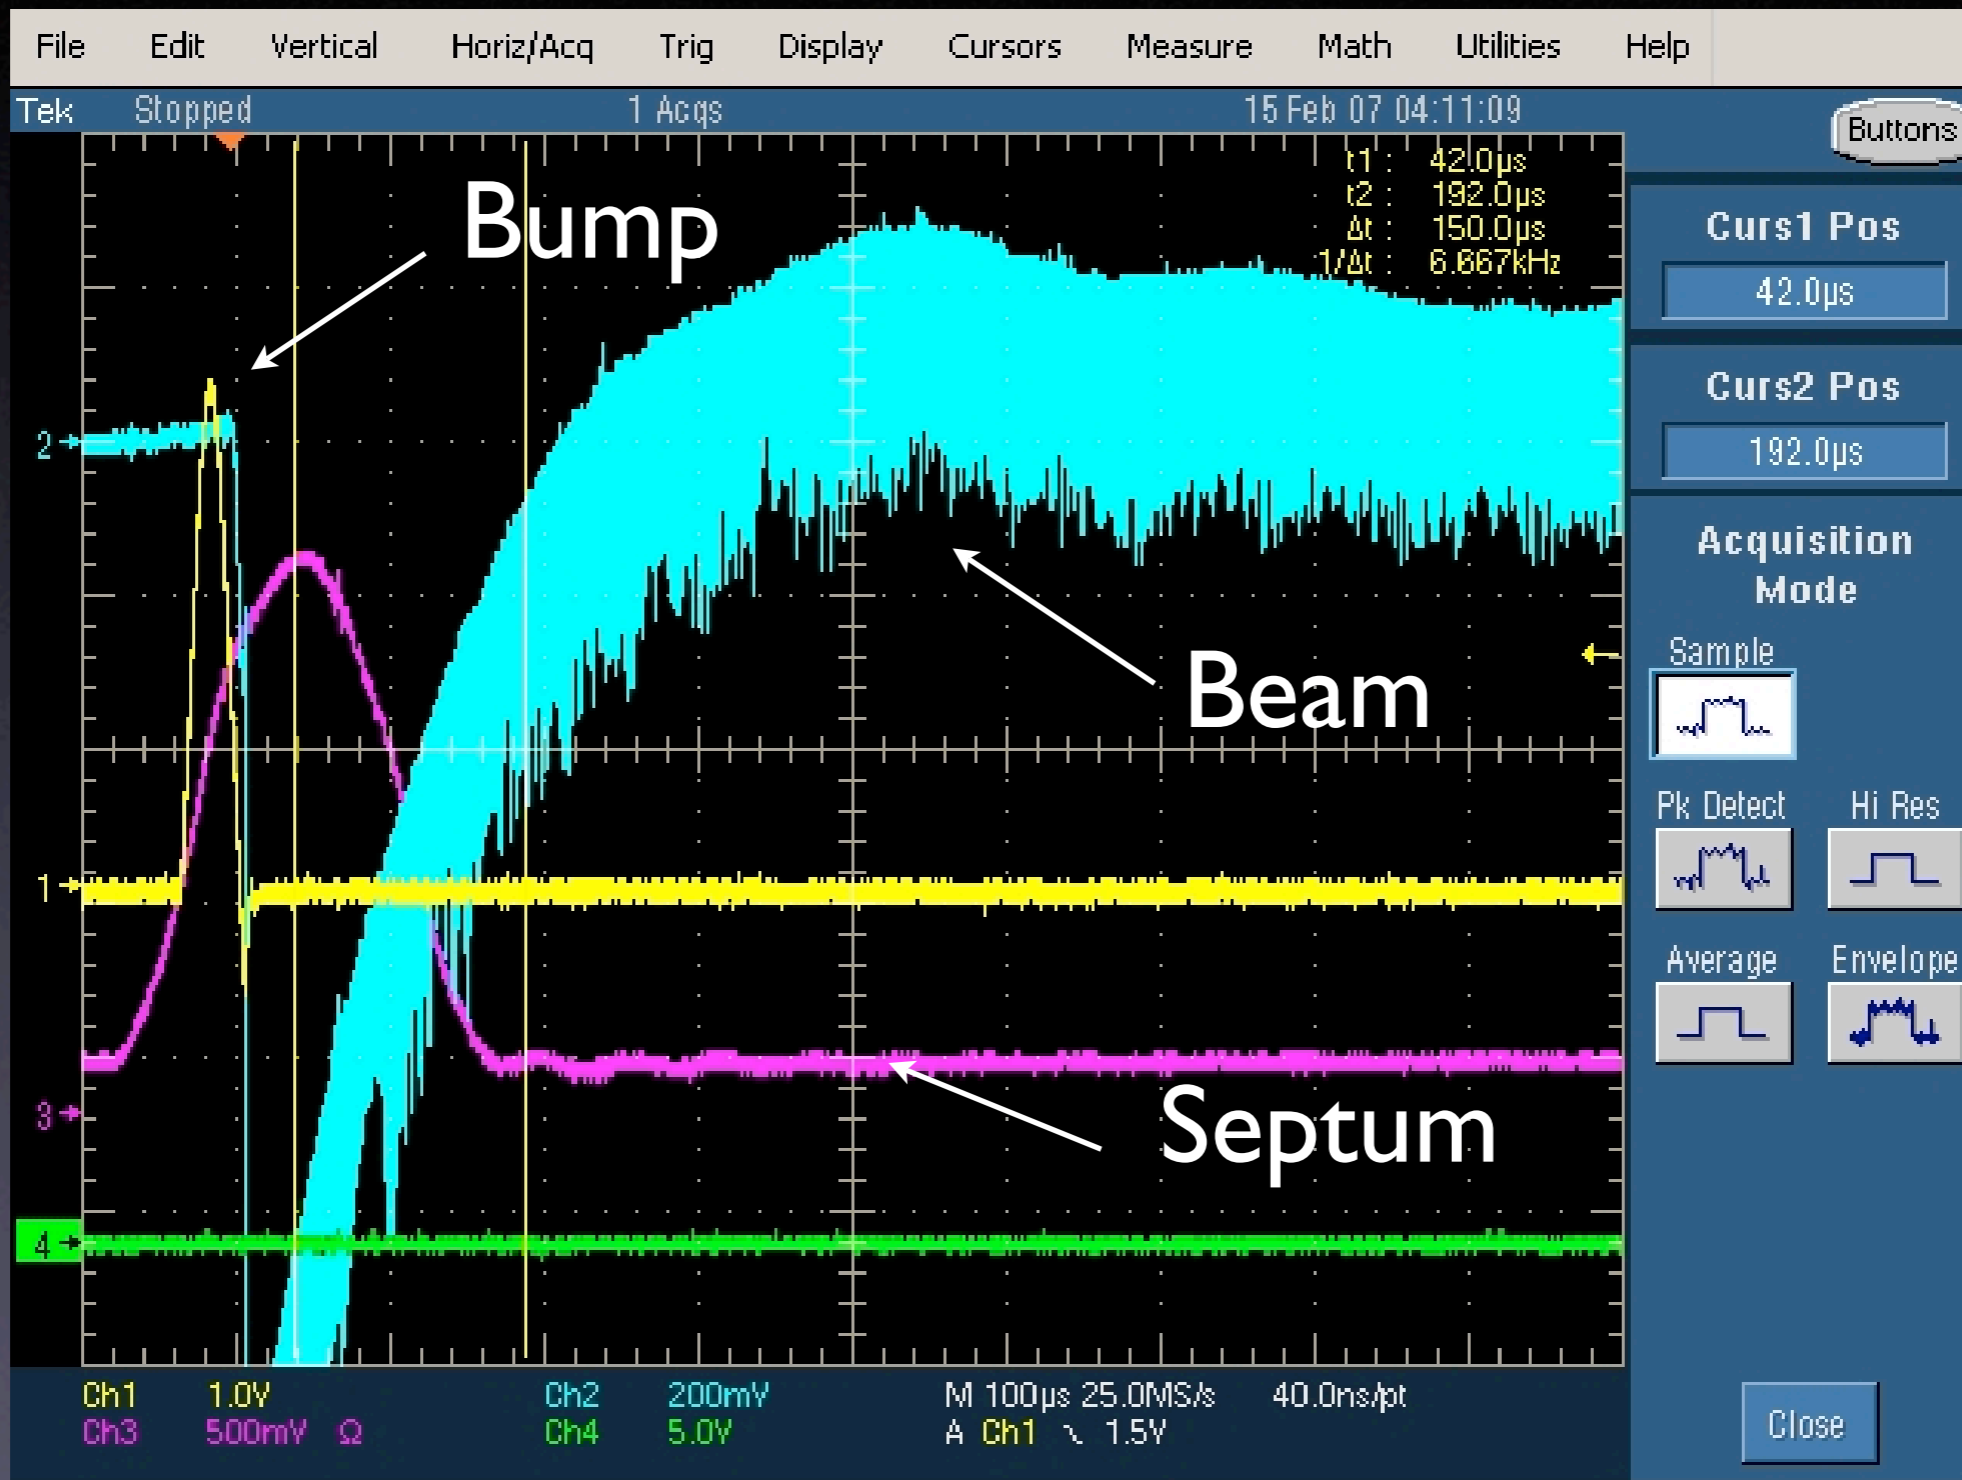 File Edit Vertical Horiz/Acq Trig Display Cursors Measure Math Utilities Help
Tek Stopped 1 Acqs 15 Feb 07 04:11:09
Buttons
t1 : 42.0µs
t2 : 192.0µs
Δt : 150.0µs
1/Δt : 6.667kHz
Bump
Curs1 Pos
42.0µs
Curs2 Pos
192.0µs
2
Acquisition
Mode
Sample
Beam
Pk Detect Hi Res
1
Average Envelope
3
Septum
4
Ch1 1.0V Ch2 200mV M 100µs 25.0MS/s 40.0ns/pt
Ch3 500mV Ω Ch4 5.0V A Ch1 1.5V
Close